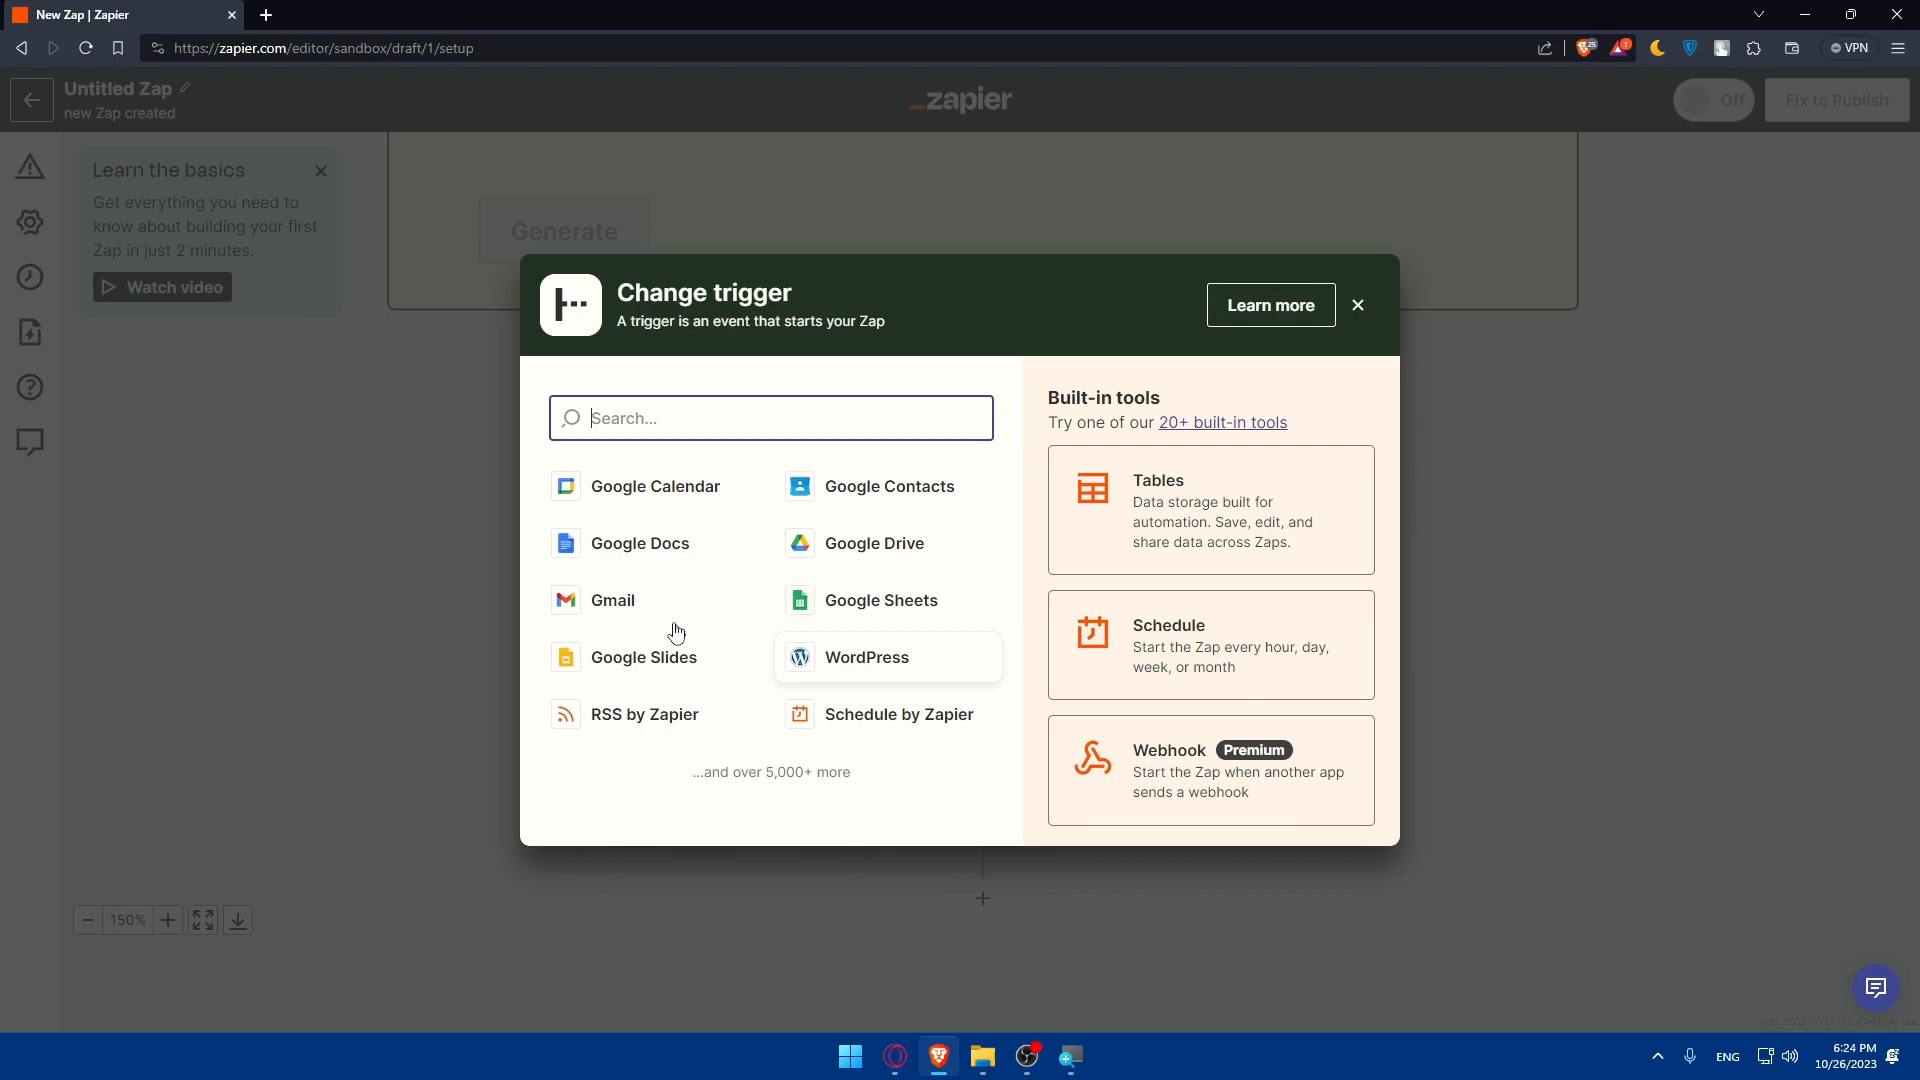 New Zap | Zapier
https://zapier.com/editor/sandbox/draft/1/setup
25
1
VPN
Untitled Zap
new Zap created
_zapier
Off
Fix to Publish
Learn the basics
Get everything you need to
know about building your first
Zap in just 2 minutes.
Watch video
Generate
Change trigger
A trigger is an event that starts your Zap
Learn more
Search...
Google Calendar
Google Contacts
Google Docs
Google Drive
Gmail
Google Sheets
Google Slides
WordPress
RSS by Zapier
Schedule by Zapier
...and over 5,000+ more
Built-in tools
Try one of our 20+ built-in tools
Tables
Data storage built for
automation. Save, edit, and
share data across Zaps.
Schedule
Start the Zap every hour, day,
week, or month
Webhook Premium
Start the Zap when another app
sends a webhook
150%
ENG
6:24 PM
10/26/2023